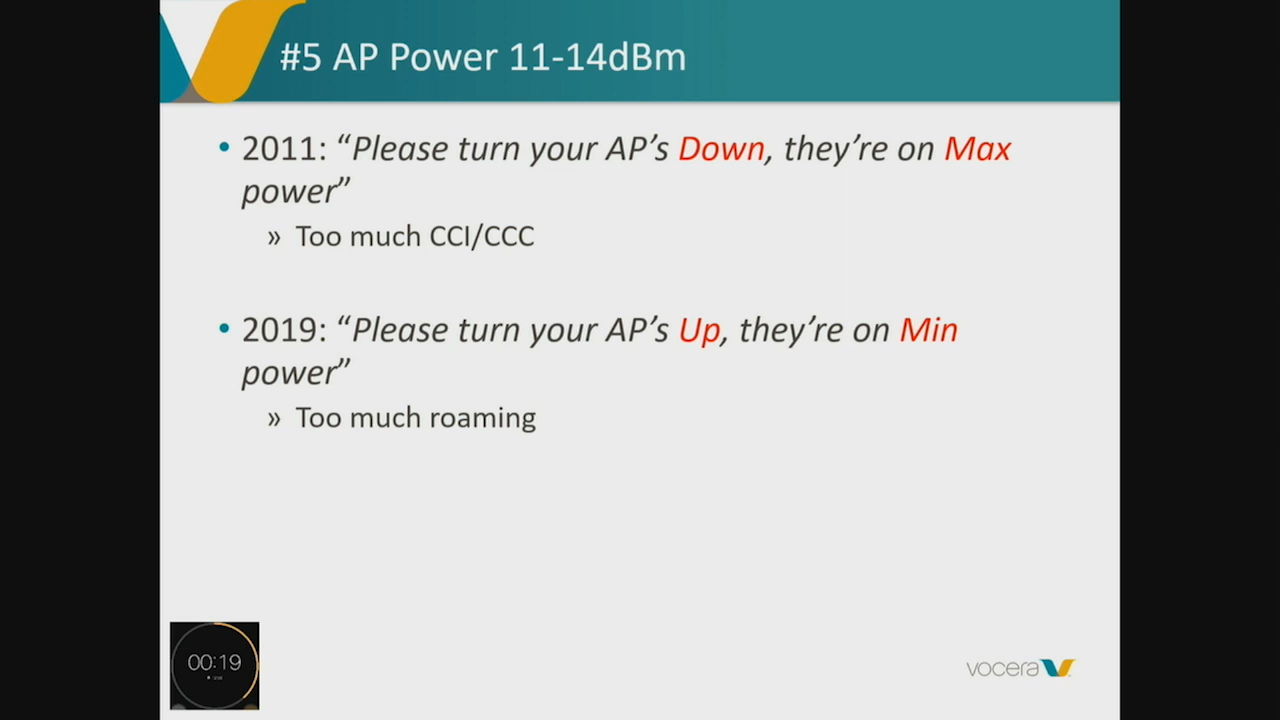 #5 AP Power 11-14dBm
• 2011: “Please turn your AP’s Down, they’re on Max
power”
» Too much CCI/CCC
• 2019: “Please turn your AP’s Up, they’re on Min
power”
» Too much roaming
00:19
vocera